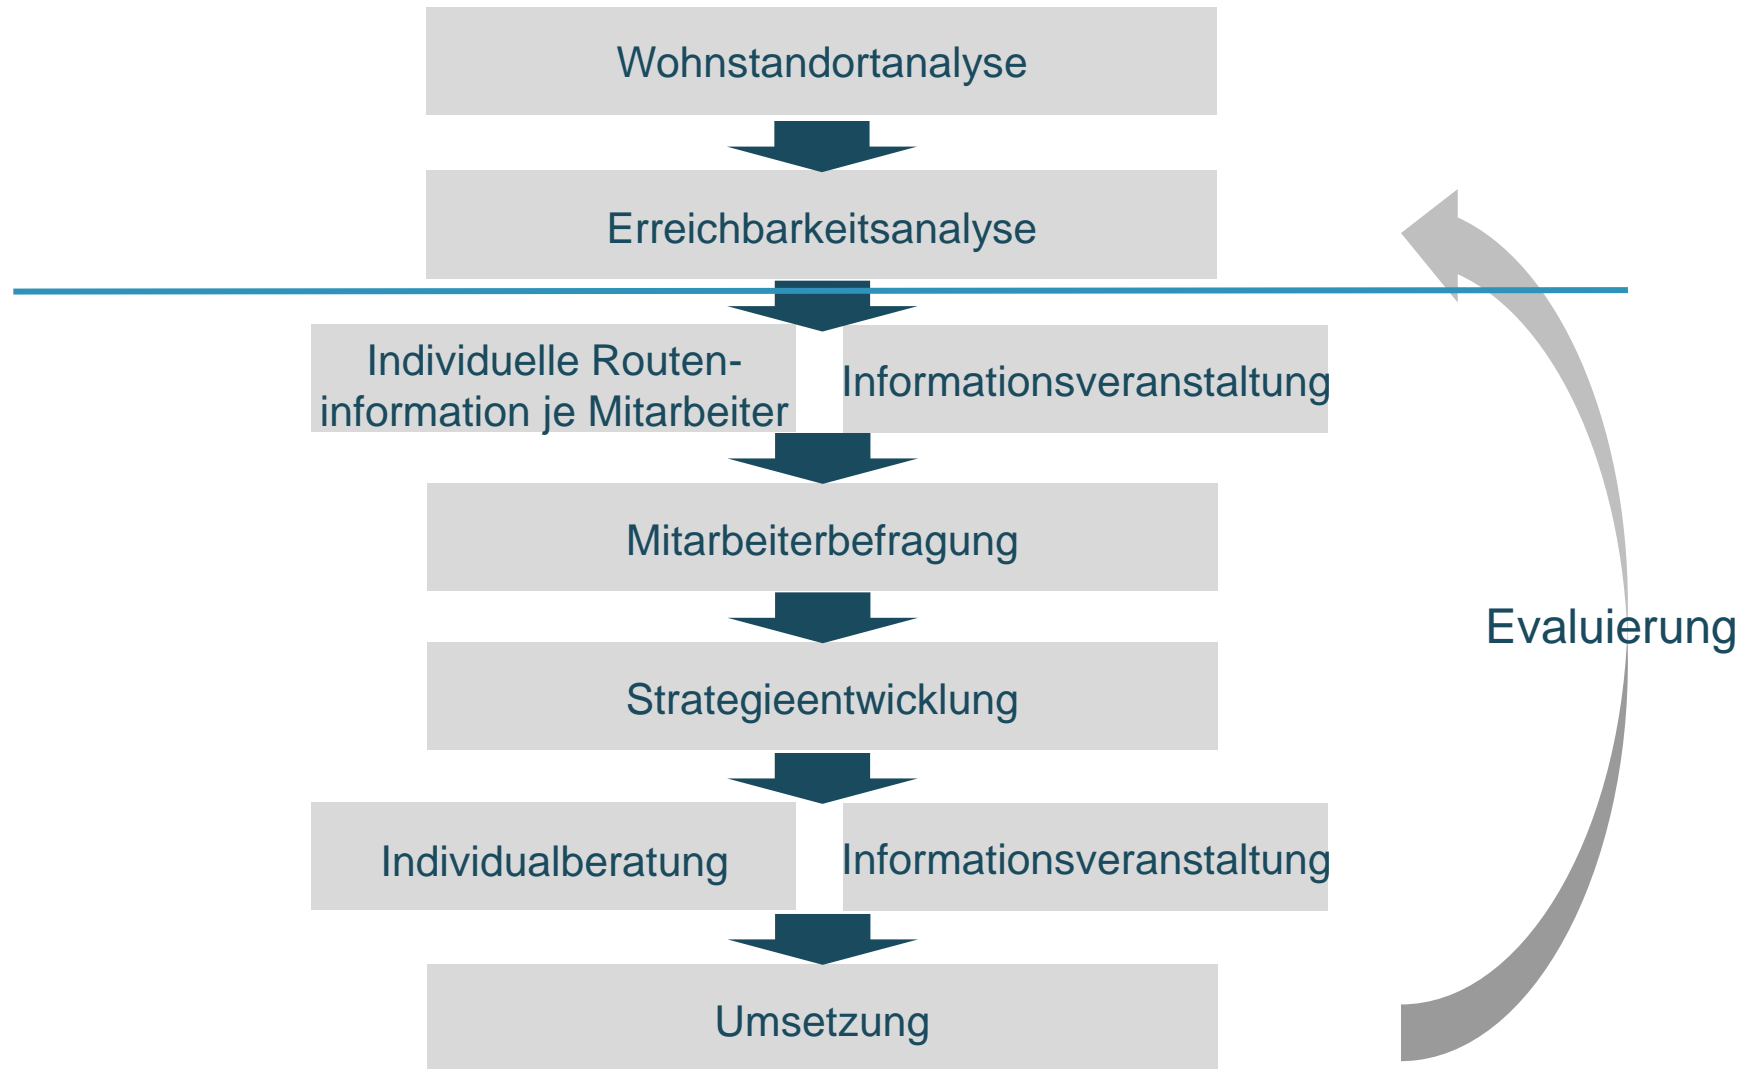 Wohnstandortanalyse
Erreichbarkeitsanalyse
Individuelle Routen-
information je Mitarbeiter
Informationsveranstaltung
Mitarbeiterbefragung
Strategieentwicklung
Individualberatung
Informationsveranstaltung
Umsetzung
Evaluierung